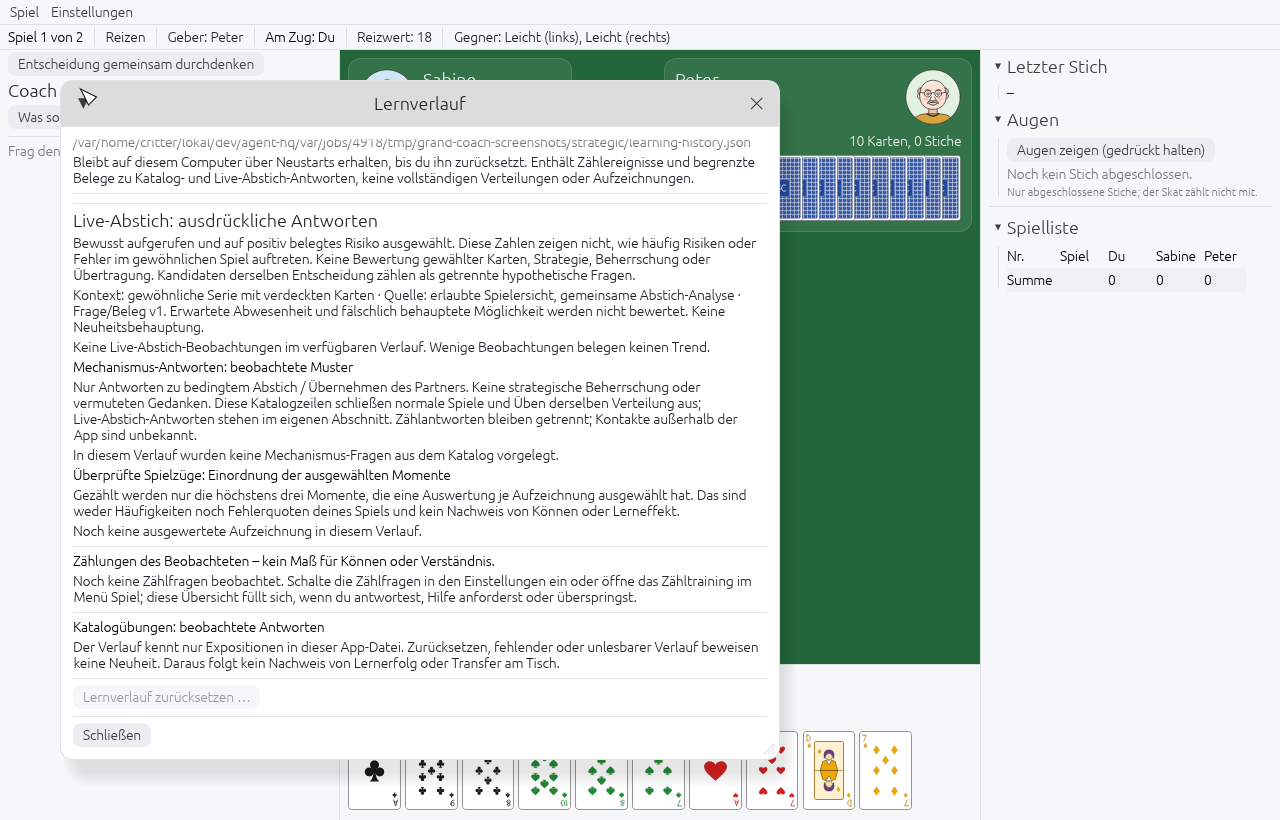 Spiel Einstellungen
Spiel 1 von 2 Reizen Geber: Peter Am Zug: Du Reizwert: 18 Gegner: Leicht (links), Leicht (rechts)
Entscheidung gemeinsam durchdenken
Coach
Was so
Frag den
Sabine
Peter
10 Karten, 0 Stiche
Lernverlauf
/var/home/critter/lokal/dev/agent-hq/var/jobs/4918/tmp/grand-coach-screenshots/strategic/learning-history.json
Bleibt auf diesem Computer über Neustarts erhalten, bis du ihn zurücksetzt. Enthält Zählereignisse und begrenzte
Belege zu Katalog- und Live-Abstich-Antworten, keine vollständigen Verteilungen oder Aufzeichnungen.
Live-Abstich: ausdrückliche Antworten
Bewusst aufgerufen und auf positiv belegtes Risiko ausgewählt. Diese Zahlen zeigen nicht, wie häufig Risiken oder
Fehler im gewöhnlichen Spiel auftreten. Keine Bewertung gewählter Karten, Strategie, Beherrschung oder
Übertragung. Kandidaten derselben Entscheidung zählen als getrennte hypothetische Fragen.
Kontext: gewöhnliche Serie mit verdeckten Karten · Quelle: erlaubte Spielersicht, gemeinsame Abstich-Analyse ·
Frage/Beleg v1. Erwartete Abwesenheit und fälschlich behauptete Möglichkeit werden nicht bewertet. Keine
Neuheitsbehauptung.
Keine Live-Abstich-Beobachtungen im verfügbaren Verlauf. Wenige Beobachtungen belegen keinen Trend.
Mechanismus-Antworten: beobachtete Muster
Nur Antworten zu bedingtem Abstich / Übernehmen des Partners. Keine strategische Beherrschung oder
vermuteten Gedanken. Diese Katalogzeilen schließen normale Spiele und Üben derselben Verteilung aus;
Live-Abstich-Antworten stehen im eigenen Abschnitt. Zählantworten bleiben getrennt; Kontakte außerhalb der
App sind unbekannt.
In diesem Verlauf wurden keine Mechanismus-Fragen aus dem Katalog vorgelegt.
Überprüfte Spielzüge: Einordnung der ausgewählten Momente
Gezählt werden nur die höchstens drei Momente, die eine Auswertung je Aufzeichnung ausgewählt hat. Das sind
weder Häufigkeiten noch Fehlerquoten deines Spiels und kein Nachweis von Können oder Lerneffekt.
Noch keine ausgewertete Aufzeichnung in diesem Verlauf.
Zählungen des Beobachteten – kein Maß für Können oder Verständnis.
Noch keine Zählfragen beobachtet. Schalte die Zählfragen in den Einstellungen ein oder öffne das Zähltraining im
Menü Spiel; diese Übersicht füllt sich, wenn du antwortest, Hilfe anforderst oder überspringst.
Katalogübungen: beobachtete Antworten
Der Verlauf kennt nur Expositionen in dieser App-Datei. Zurücksetzen, fehlender oder unlesbarer Verlauf beweisen
keine Neuheit. Daraus folgt kein Nachweis von Lernerfolg oder Transfer am Tisch.
Lernverlauf zurücksetzen …
Schließen
A 9 8 10 8 7 A 7 D D 7 7
Letzter Stich
–
Augen
Augen zeigen (gedrückt halten)
Noch kein Stich abgeschlossen.
Nur abgeschlossene Stiche; der Skat zählt nicht mit.
Spielliste
Nr. Spiel Du Sabine Peter
Summe 0 0 0